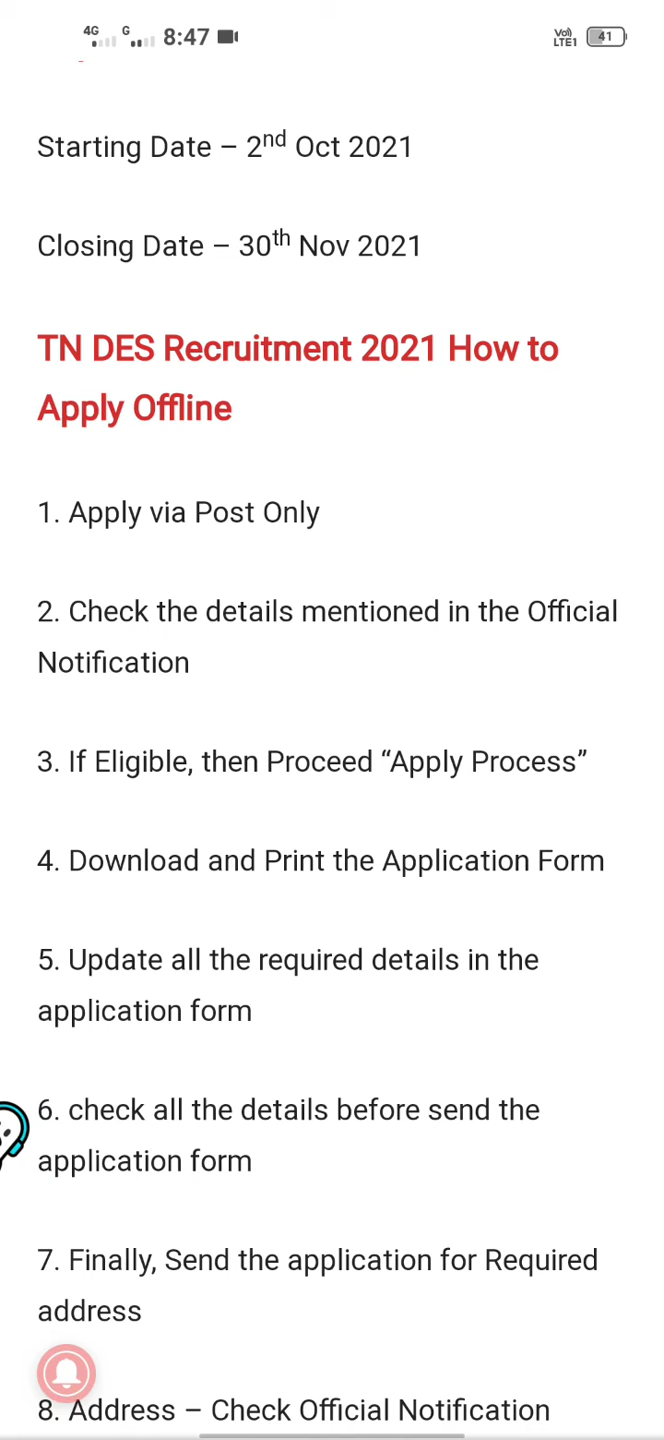 4G G 8:47 Vo) LTE1 41
Starting Date – 2nd Oct 2021
Closing Date – 30th Nov 2021
TN DES Recruitment 2021 How to
Apply Offline
1. Apply via Post Only
2. Check the details mentioned in the Official
Notification
3. If Eligible, then Proceed “Apply Process”
4. Download and Print the Application Form
5. Update all the required details in the
application form
6. check all the details before send the
application form
7. Finally, Send the application for Required
address
8. Address – Check Official Notification